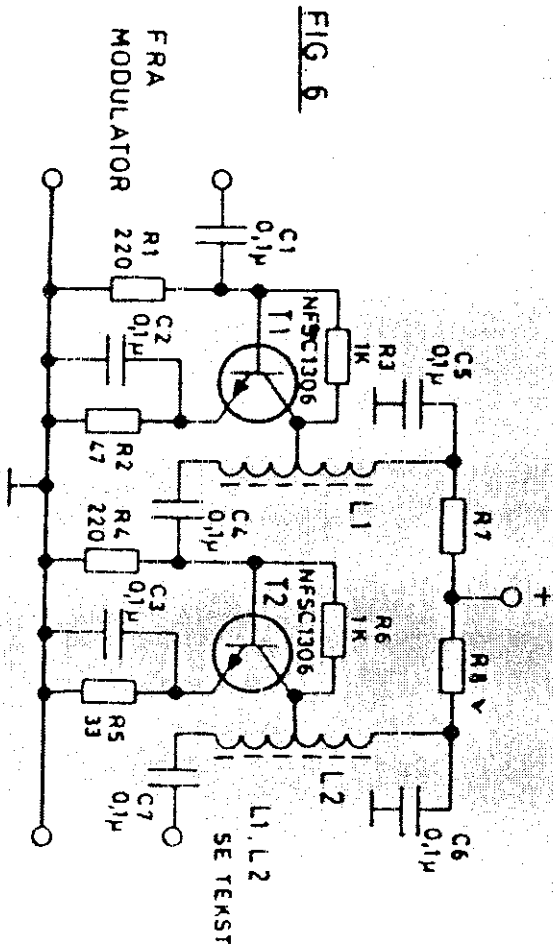 FIG 6
FRA
MODULATOR
C1
0,1µ
R1
220
C2
0,1µ
R2
47
T1
NFSC1306
R3
1K
C5
0,1µ
L1
C4
0,1µ
R4
220
C3
0,1µ
R5
33
T2
NFSC1306
R6
1K
R7
+
R8
L2
C6
0,1µ
C7
0,1µ
L1, L2
SE TEKST